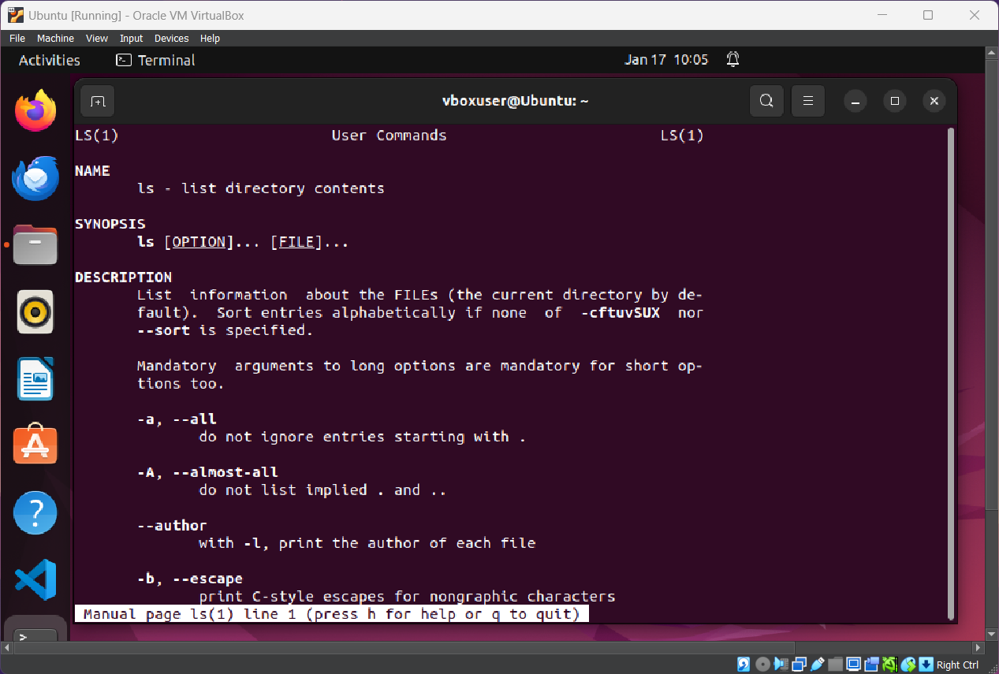 Ubuntu [Running] - Oracle VM VirtualBox
File Machine View Input Devices Help
Activities Terminal Jan 17 10:05
vboxuser@Ubuntu: ~
LS(1) User Commands LS(1)
NAME
ls - list directory contents
SYNOPSIS
ls [OPTION]... [FILE]...
DESCRIPTION
List information about the FILEs (the current directory by de-
fault). Sort entries alphabetically if none of -cftuvSUX nor
--sort is specified.
Mandatory arguments to long options are mandatory for short op-
tions too.
-a, --all
do not ignore entries starting with .
-A, --almost-all
do not list implied . and ..
--author
with -l, print the author of each file
-b, --escape
print C-style escapes for nongraphic characters
Manual page ls(1) line 1 (press h for help or q to quit)
Right Ctrl